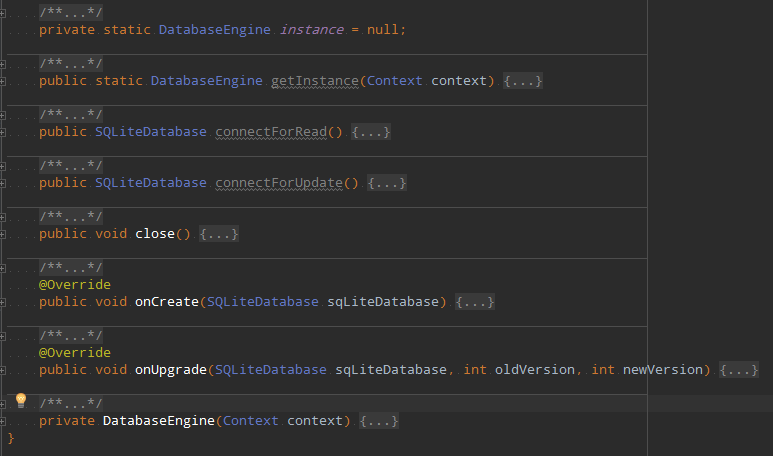 /**...*/
private static DatabaseEngine instance = null;
/**...*/
public static DatabaseEngine getInstance(Context context) {...}
/**...*/
public SQLiteDatabase connectForRead() {...}
/**...*/
public SQLiteDatabase connectForUpdate() {...}
/**...*/
public void close() {...}
/**...*/
@Override
public void onCreate(SQLiteDatabase sqLiteDatabase) {...}
/**...*/
@Override
public void onUpgrade(SQLiteDatabase sqLiteDatabase, int oldVersion, int newVersion) {...}
/**...*/
private DatabaseEngine(Context context) {...}
}